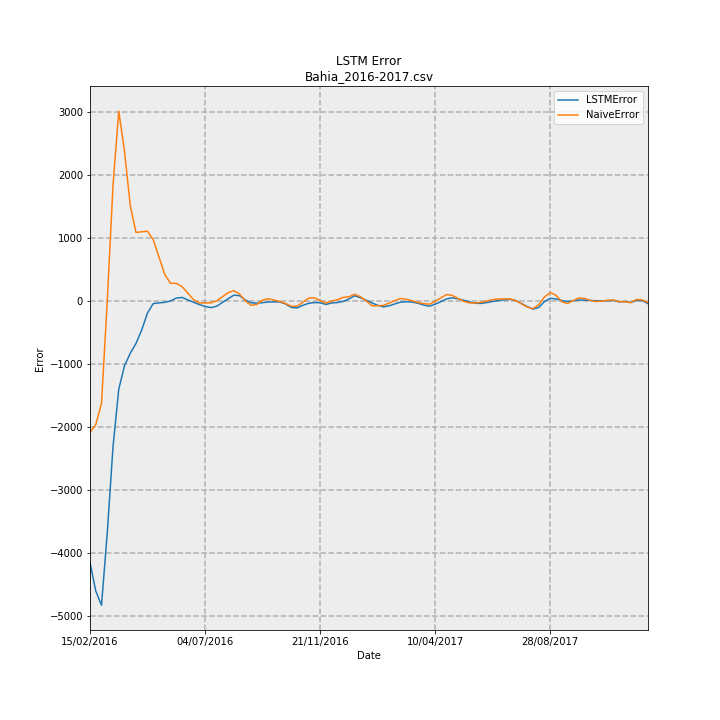 LSTM Error
Bahia_2016-2017.csv
LSTMError
NaiveError
3000
2000
1000
0
−1000
−2000
−3000
−4000
−5000
Error
15/02/2016
04/07/2016
21/11/2016
10/04/2017
28/08/2017
Date